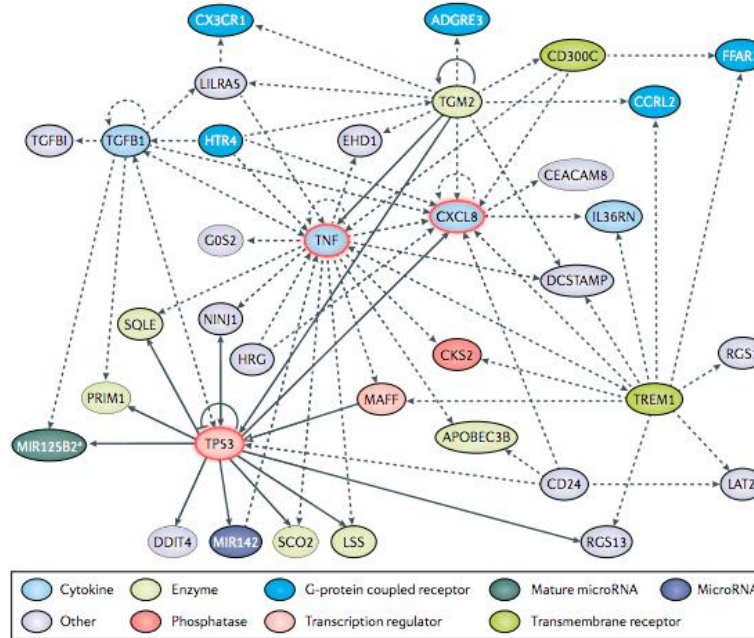 CX3CR1
ADGRE3
CD300C
FFAR
LILRA5
TGM2
CCRL2
TGFBI
TGFB1
HTR4
EHD1
CEACAM8
CXCL8
IL36RN
G0S2
TNF
DCSTAMP
SQLE
NINJ1
HRG
CKS2
RGS1
PRIM1
MAFF
TREM1
MIR125B2*
TP53
APOBEC3B
CD24
LAT2
DDIT4
MIR142
SCO2
LSS
RGS13
Cytokine
Enzyme
G-protein coupled receptor
Mature microRNA
MicroRNA
Other
Phosphatase
Transcription regulator
Transmembrane receptor